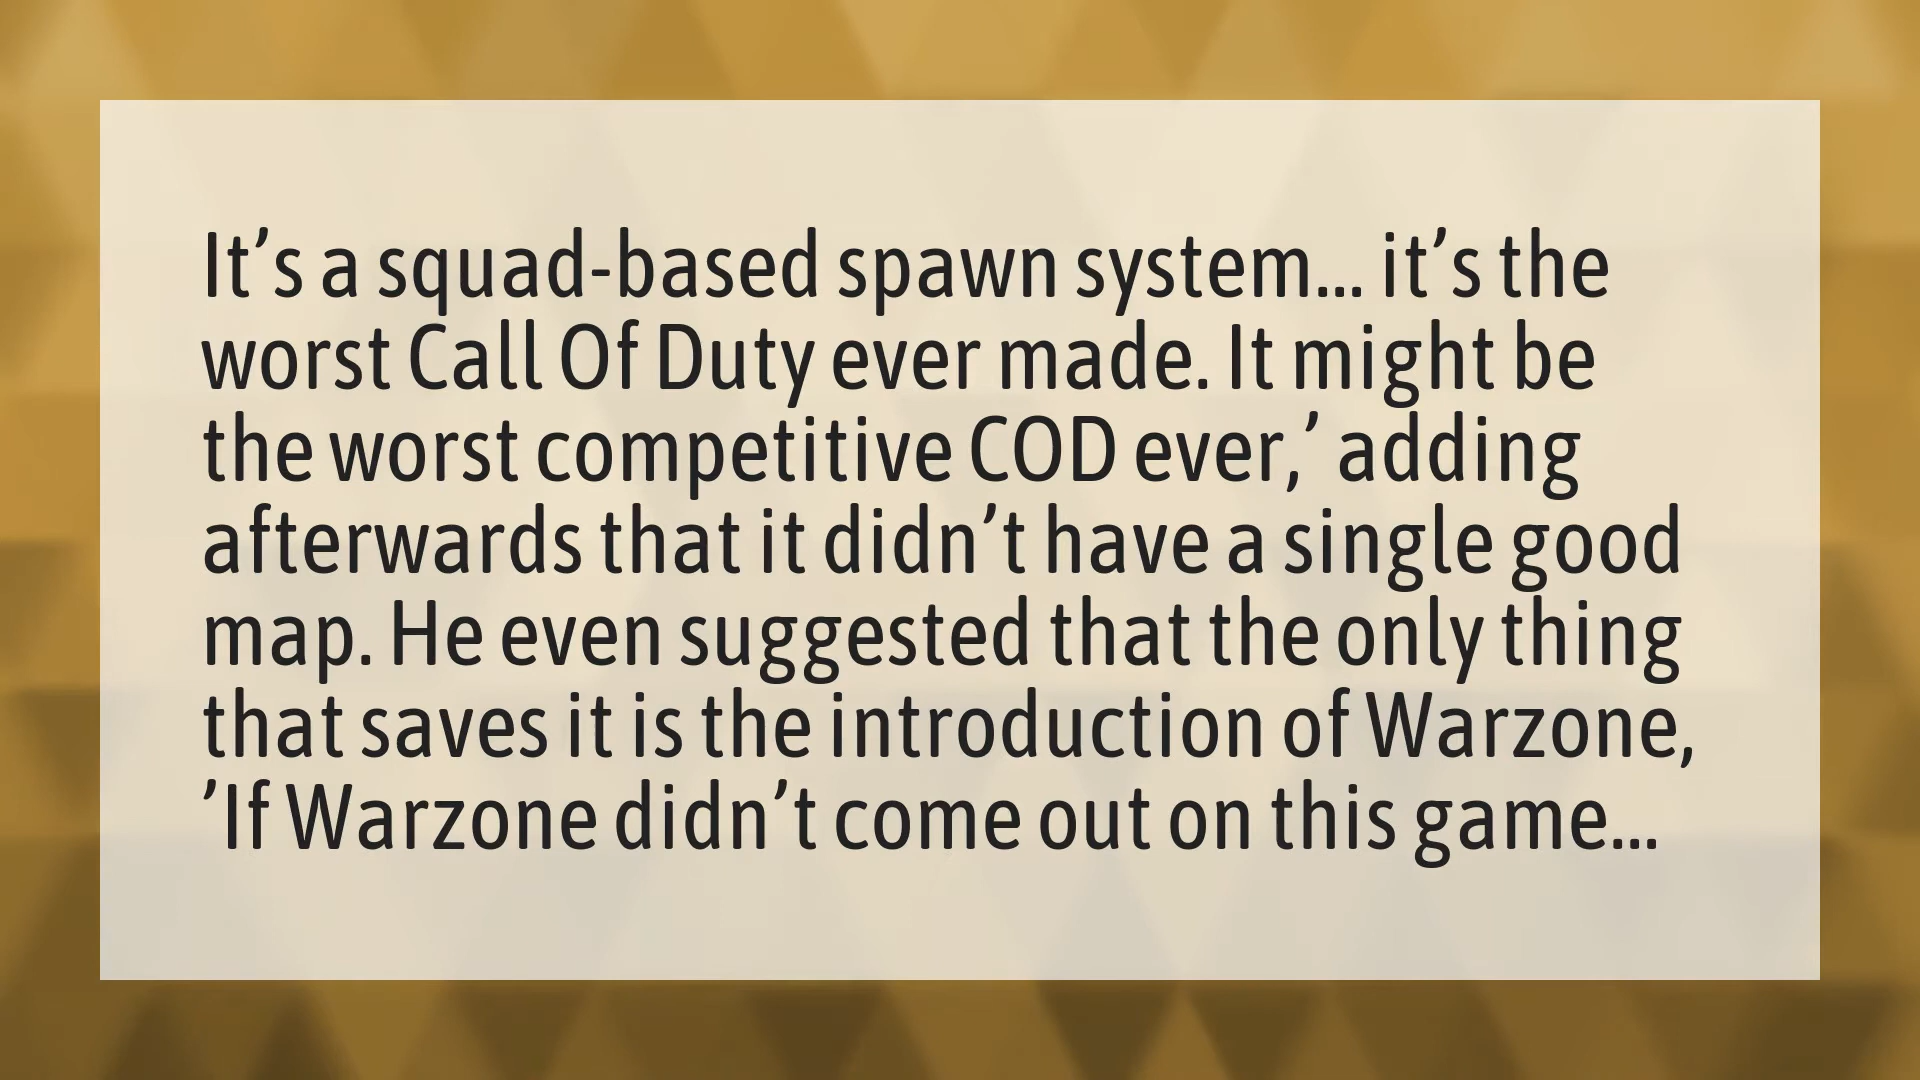 It’s a squad-based spawn system... it’s the
worst Call Of Duty ever made. It might be
the worst competitive COD ever,’ adding
afterwards that it didn’t have a single good
map. He even suggested that the only thing
that saves it is the introduction of Warzone,
’If Warzone didn’t come out on this game...